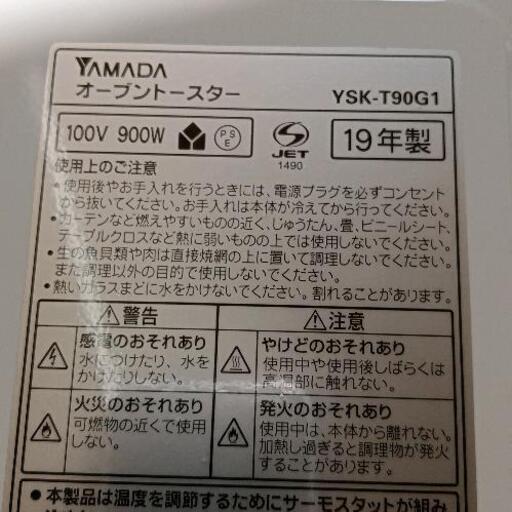 YAMADA
オーブントースター YSK-T90G1
100V 900W PS E JET 1490 19年製
使用上のご注意
・使用後やお手入れを行うときには、電源プラグを必ずコンセント
から抜いてください。お手入れは本体が冷えてから行ってください。
・カーテンなど燃えやすいものの近く、じゅうたん、畳、ビニールシート、
テーブルクロスなど熱に弱いものの上では使用しないでください。
・生の魚貝類や肉は直接焼網の上に置いて調理しないでください。
また調理以外の目的で使用しないでください。
・熱いガラスまどに水をかけないでください。割れることがあります。
警告
感電のおそれあり
水につけたり、水を
かけたりしない。
火災のおそれあり
可燃物の近くで使用
しない。
注意
やけどのおそれあり
使用中や使用後しばらくは
高温部に触れない。
発火のおそれあり
使用中は、本体から離れない。
加熱し過ぎると調理物が発火
することがあります。
●本製品は温度を調節するためにサーモスタットが組み